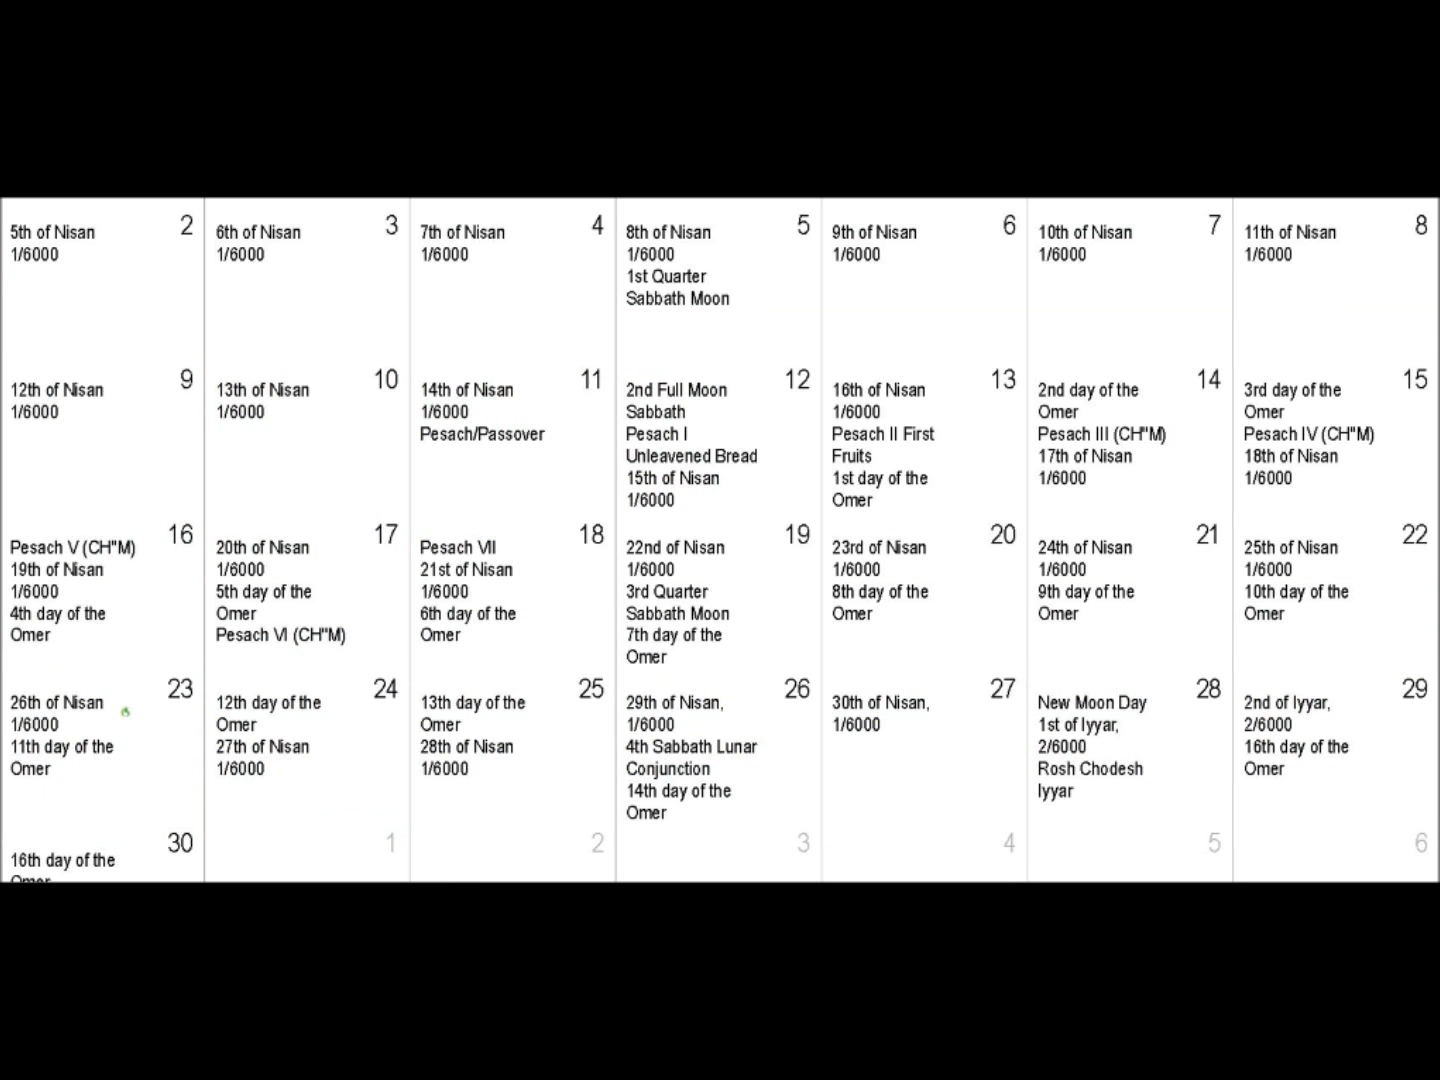 2
5th of Nisan
1/6000
3
6th of Nisan
1/6000
4
7th of Nisan
1/6000
5
8th of Nisan
1/6000
1st Quarter
Sabbath Moon
6
9th of Nisan
1/6000
7
10th of Nisan
1/6000
8
11th of Nisan
1/6000
9
12th of Nisan
1/6000
10
13th of Nisan
1/6000
11
14th of Nisan
1/6000
Pesach/Passover
12
2nd Full Moon
Sabbath
Pesach I
Unleavened Bread
15th of Nisan
1/6000
13
16th of Nisan
1/6000
Pesach II First
Fruits
1st day of the
Omer
14
2nd day of the
Omer
Pesach III (CH"M)
17th of Nisan
1/6000
15
3rd day of the
Omer
Pesach IV (CH"M)
18th of Nisan
1/6000
16
Pesach V (CH"M)
19th of Nisan
1/6000
4th day of the
Omer
17
20th of Nisan
1/6000
5th day of the
Omer
Pesach VI (CH"M)
18
Pesach VII
21st of Nisan
1/6000
6th day of the
Omer
19
22nd of Nisan
1/6000
3rd Quarter
Sabbath Moon
7th day of the
Omer
20
23rd of Nisan
1/6000
8th day of the
Omer
21
24th of Nisan
1/6000
9th day of the
Omer
22
25th of Nisan
1/6000
10th day of the
Omer
23
26th of Nisan
1/6000
11th day of the
Omer
24
12th day of the
Omer
27th of Nisan
1/6000
25
13th day of the
Omer
28th of Nisan
1/6000
26
29th of Nisan,
1/6000
4th Sabbath Lunar
Conjunction
14th day of the
Omer
27
30th of Nisan,
1/6000
28
New Moon Day
1st of Iyyar,
2/6000
Rosh Chodesh
Iyyar
29
2nd of Iyyar,
2/6000
16th day of the
Omer
30
16th day of the
Omer
1
2
3
4
5
6